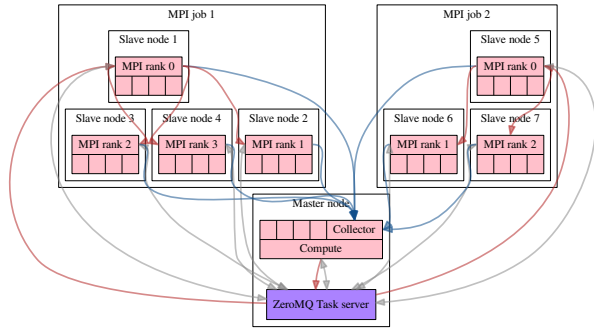 MPI job 1
MPI job 2
Slave node 1
MPI rank 0
Slave node 5
MPI rank 0
Slave node 3
MPI rank 2
Slave node 4
MPI rank 3
Slave node 2
MPI rank 1
Slave node 6
MPI rank 1
Slave node 7
MPI rank 2
Master node
Collector
Compute
ZeroMQ Task server